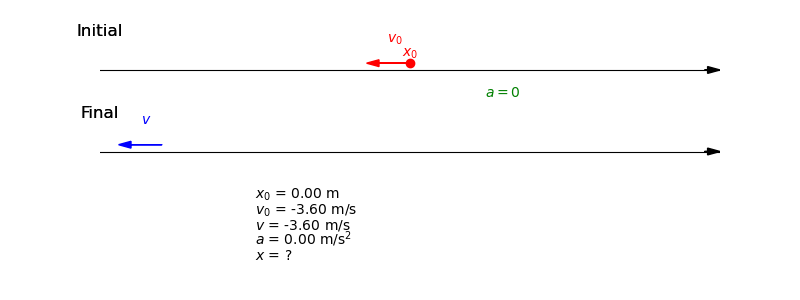 Initial
v₀
x₀
a = 0
Final
v
x₀ = 0.00 m
v₀ = -3.60 m/s
v = -3.60 m/s
a = 0.00 m/s²
x = ?